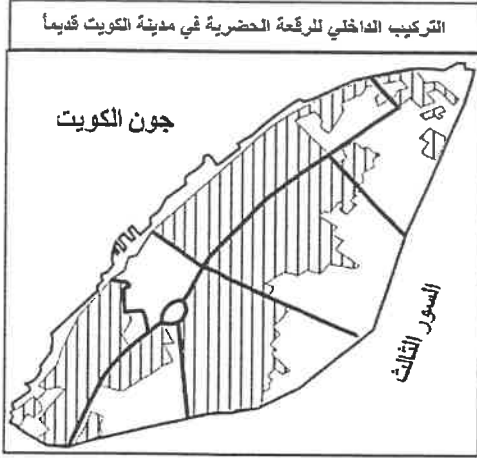 التركيب الداخلي للرقعة الحضرية في مدينة الكويت قديماً
جون الكويت
السور الثالث